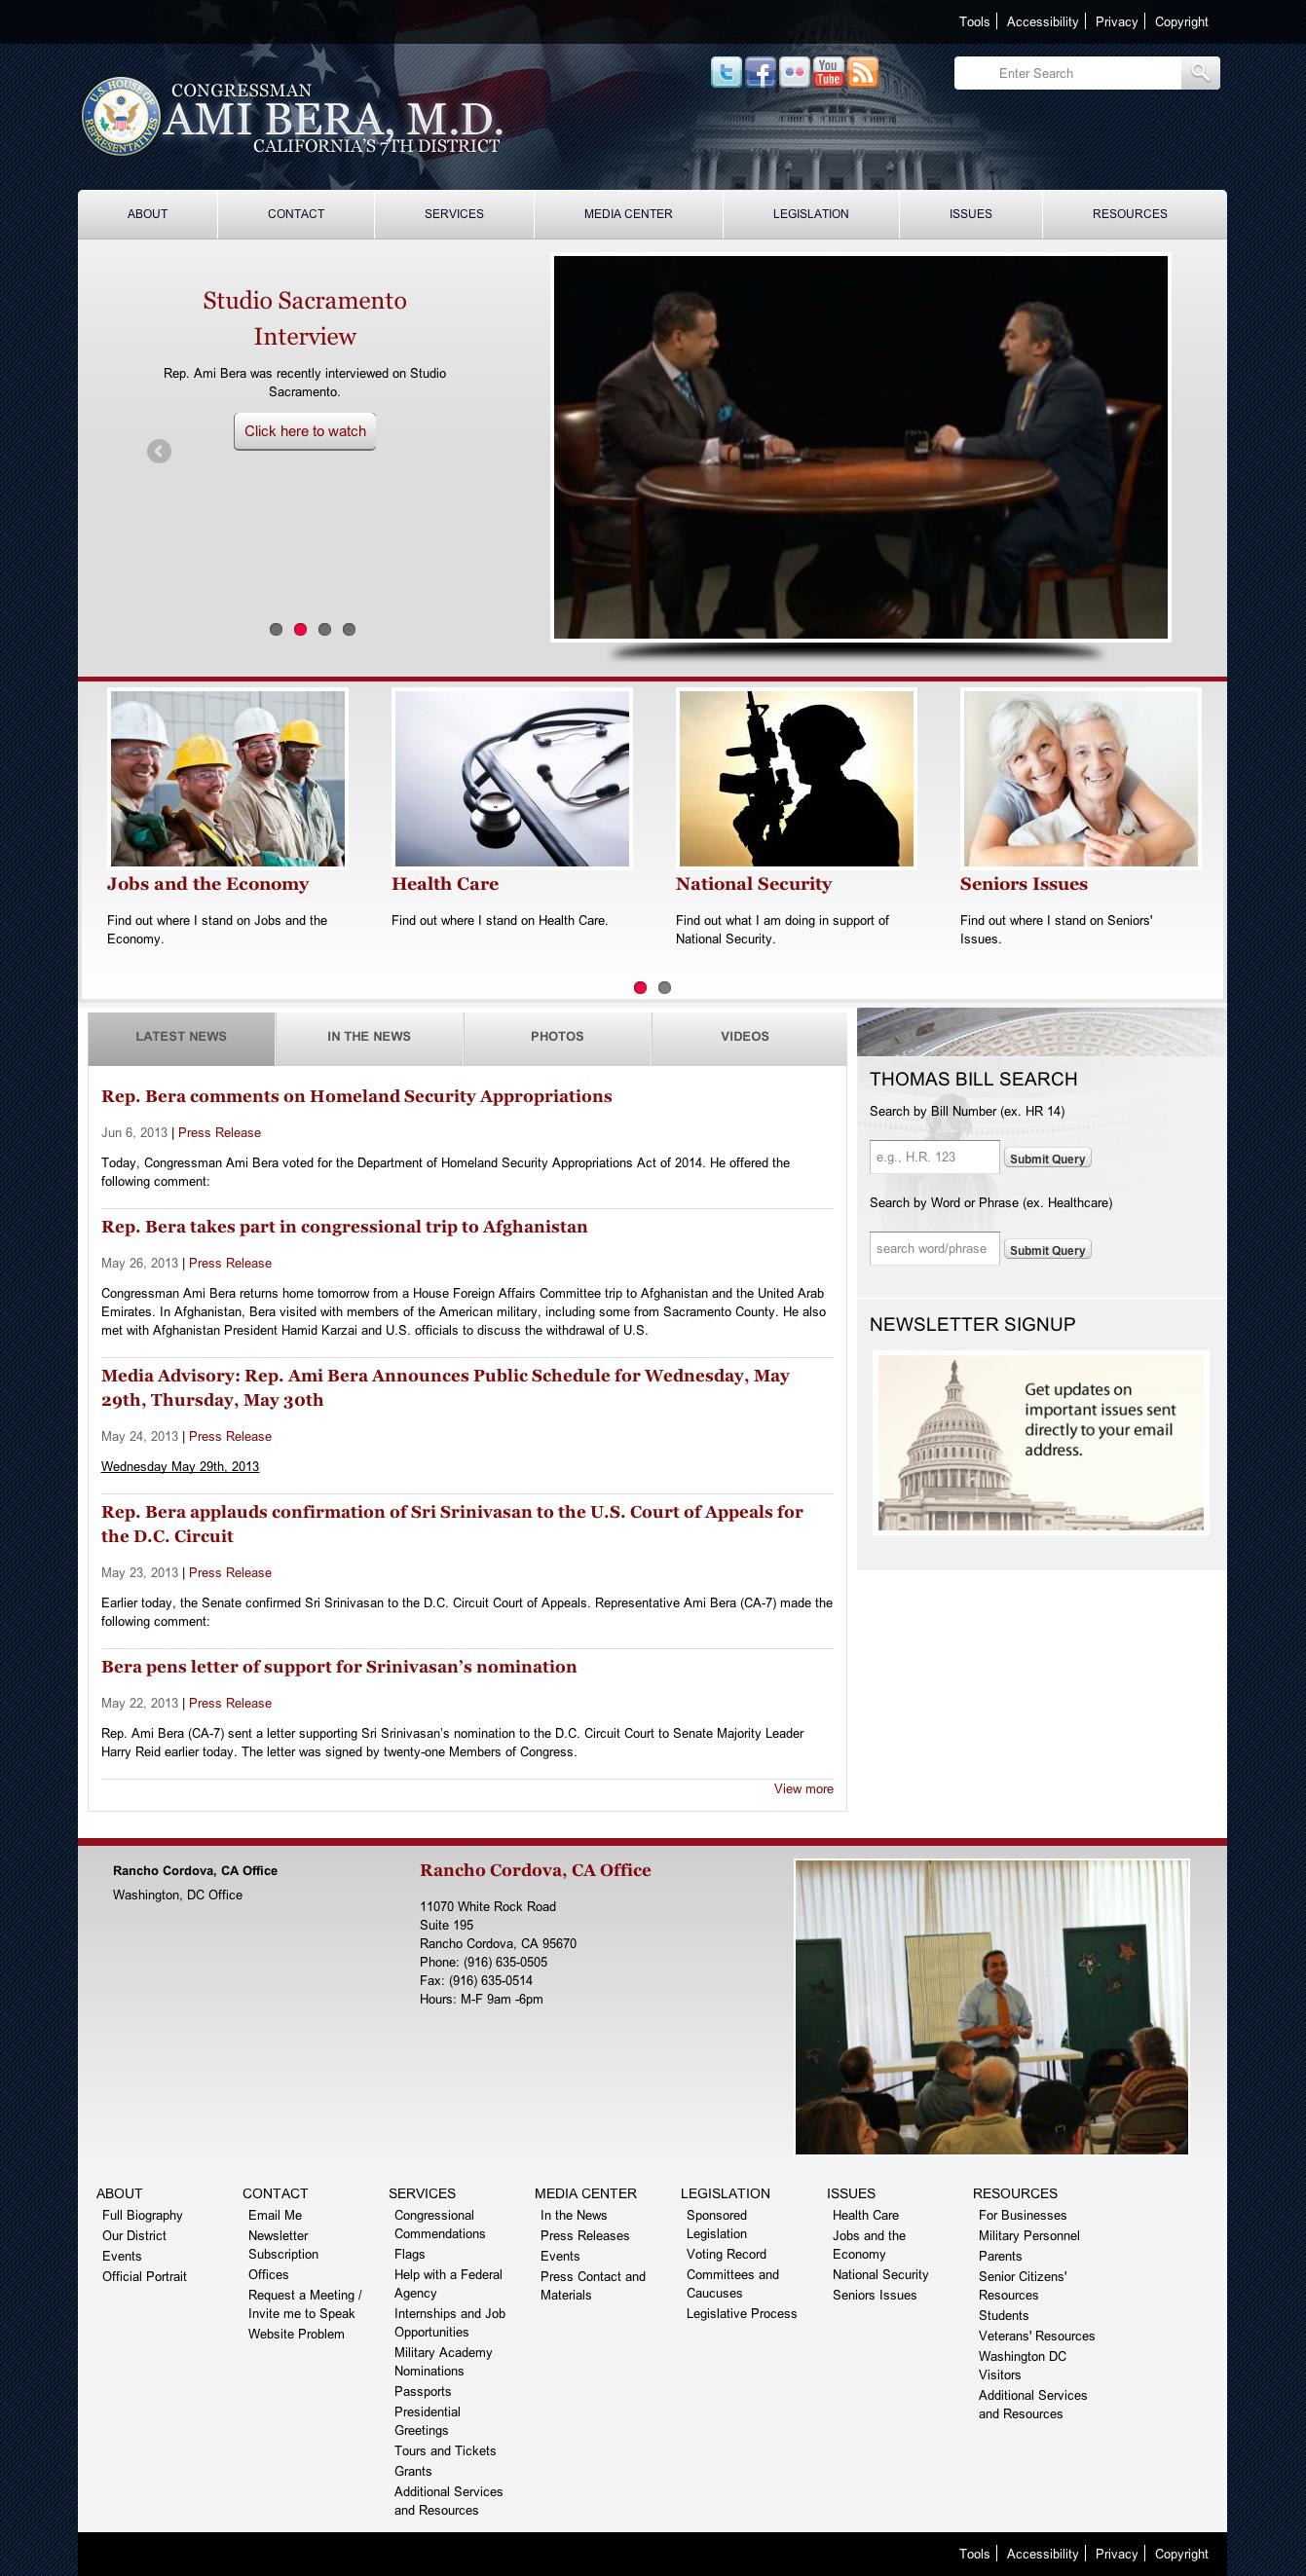 Tools
Accessibility
Privacy
Copyright
Enter Search
You
Tube
U.S. HOUSE OF REPRESENTATIVES
CONGRESSMAN
AMI BERA, M.D.
CALIFORNIA'S 7TH DISTRICT
ABOUT
CONTACT
SERVICES
MEDIA CENTER
LEGISLATION
ISSUES
RESOURCES
Studio Sacramento
Interview
Rep. Ami Bera was recently interviewed on Studio
Sacramento.
Click here to watch
Jobs and the Economy
Find out where I stand on Jobs and the
Economy.
Health Care
Find out where I stand on Health Care.
National Security
Find out what I am doing in support of
National Security.
Seniors Issues
Find out where I stand on Seniors'
Issues.
LATEST NEWS
IN THE NEWS
PHOTOS
VIDEOS
Rep. Bera comments on Homeland Security Appropriations
Jun 6, 2013 | Press Release
Today, Congressman Ami Bera voted for the Department of Homeland Security Appropriations Act of 2014. He offered the
following comment:
Rep. Bera takes part in congressional trip to Afghanistan
May 26, 2013 | Press Release
Congressman Ami Bera returns home tomorrow from a House Foreign Affairs Committee trip to Afghanistan and the United Arab
Emirates. In Afghanistan, Bera visited with members of the American military, including some from Sacramento County. He also
met with Afghanistan President Hamid Karzai and U.S. officials to discuss the withdrawal of U.S.
Media Advisory: Rep. Ami Bera Announces Public Schedule for Wednesday, May
29th, Thursday, May 30th
May 24, 2013 | Press Release
Wednesday May 29th, 2013
Rep. Bera applauds confirmation of Sri Srinivasan to the U.S. Court of Appeals for
the D.C. Circuit
May 23, 2013 | Press Release
Earlier today, the Senate confirmed Sri Srinivasan to the D.C. Circuit Court of Appeals. Representative Ami Bera (CA-7) made the
following comment:
Bera pens letter of support for Srinivasan’s nomination
May 22, 2013 | Press Release
Rep. Ami Bera (CA-7) sent a letter supporting Sri Srinivasan’s nomination to the D.C. Circuit Court to Senate Majority Leader
Harry Reid earlier today. The letter was signed by twenty-one Members of Congress.
View more
THOMAS BILL SEARCH
Search by Bill Number (ex. HR 14)
e.g., H.R. 123
Submit Query
Search by Word or Phrase (ex. Healthcare)
search word/phrase
Submit Query
NEWSLETTER SIGNUP
Get updates on
important issues sent
directly to your email
address.
Rancho Cordova, CA Office
Washington, DC Office
Rancho Cordova, CA Office
11070 White Rock Road
Suite 195
Rancho Cordova, CA 95670
Phone: (916) 635-0505
Fax: (916) 635-0514
Hours: M-F 9am -6pm
ABOUT
Full Biography
Our District
Events
Official Portrait
CONTACT
Email Me
Newsletter
Subscription
Offices
Request a Meeting /
Invite me to Speak
Website Problem
SERVICES
Congressional
Commendations
Flags
Help with a Federal
Agency
Internships and Job
Opportunities
Military Academy
Nominations
Passports
Presidential
Greetings
Tours and Tickets
Grants
Additional Services
and Resources
MEDIA CENTER
In the News
Press Releases
Events
Press Contact and
Materials
LEGISLATION
Sponsored
Legislation
Voting Record
Committees and
Caucuses
Legislative Process
ISSUES
Health Care
Jobs and the
Economy
National Security
Seniors Issues
RESOURCES
For Businesses
Military Personnel
Parents
Senior Citizens'
Resources
Students
Veterans' Resources
Washington DC
Visitors
Additional Services
and Resources
Tools
Accessibility
Privacy
Copyright